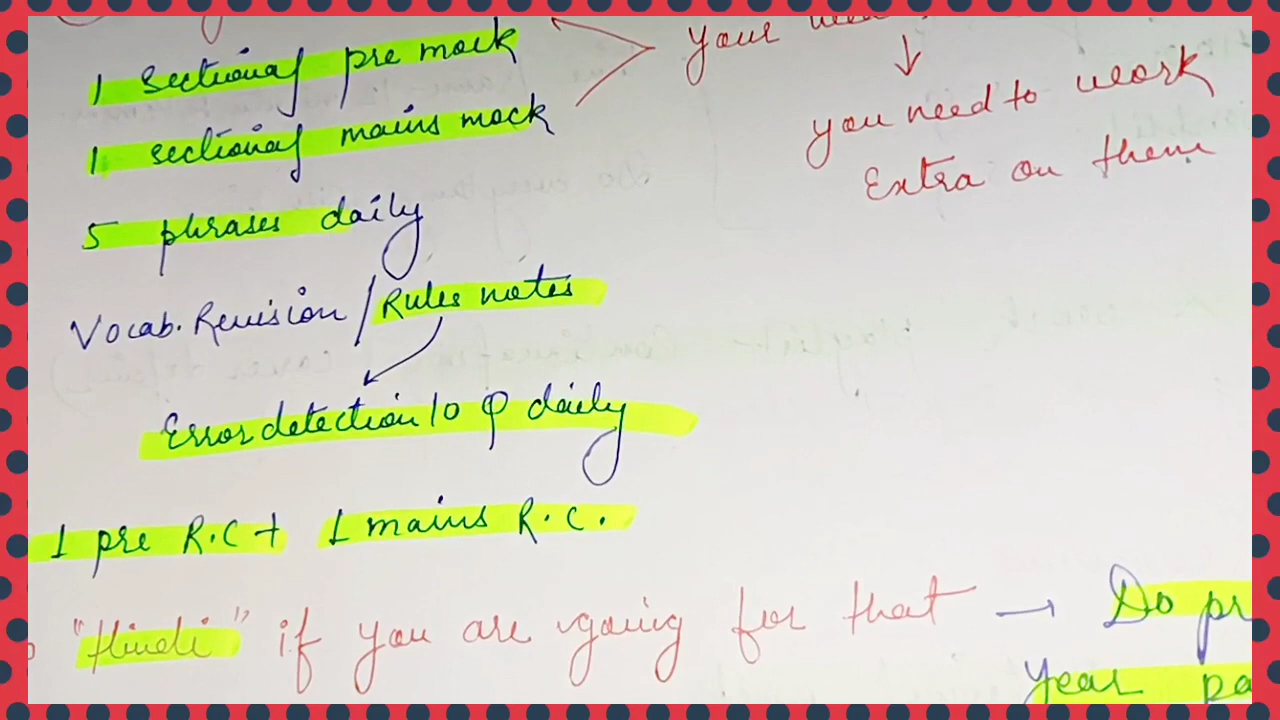 1 Sectional pre mock
1 sectional mains mock
your
you need to work
Extra on them
5 phrases daily
Vocab. Revision / Rules notes
Error detection 10 Q daily
1 pre R.C + 1 mains R.C.
"Hindi" if you are going for that → Do pr
year pa